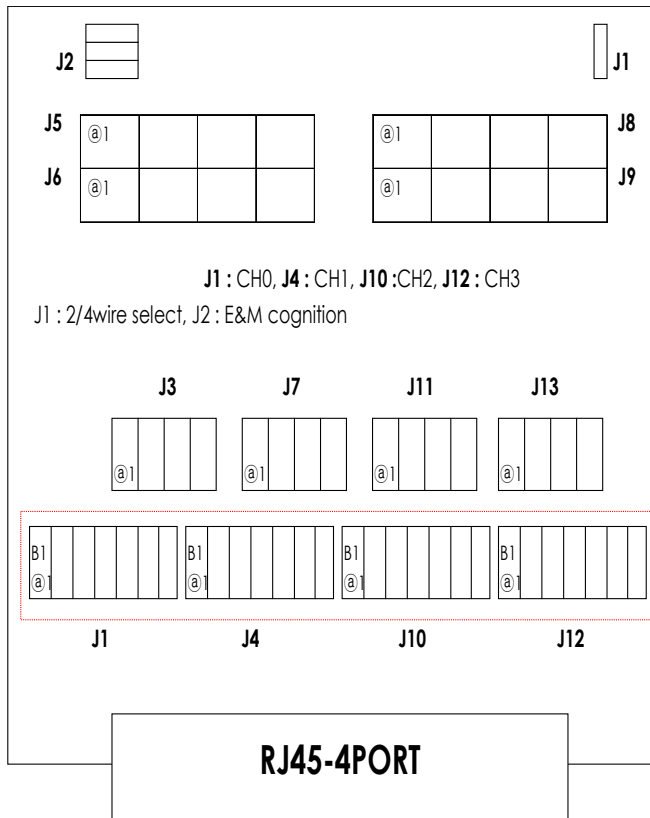 J2 J1
J5 ⓐ1 ⓐ1 J8
J6 ⓐ1 ⓐ1 J9
J1 : CH0, J4 : CH1, J10 :CH2, J12 : CH3
J1 : 2/4wire select, J2 : E&M cognition
J3 J7 J11 J13
ⓐ1 ⓐ1 ⓐ1 ⓐ1
B1 B1 B1 B1
ⓐ1 ⓐ1 ⓐ1 ⓐ1
J1 J4 J10 J12
RJ45-4PORT